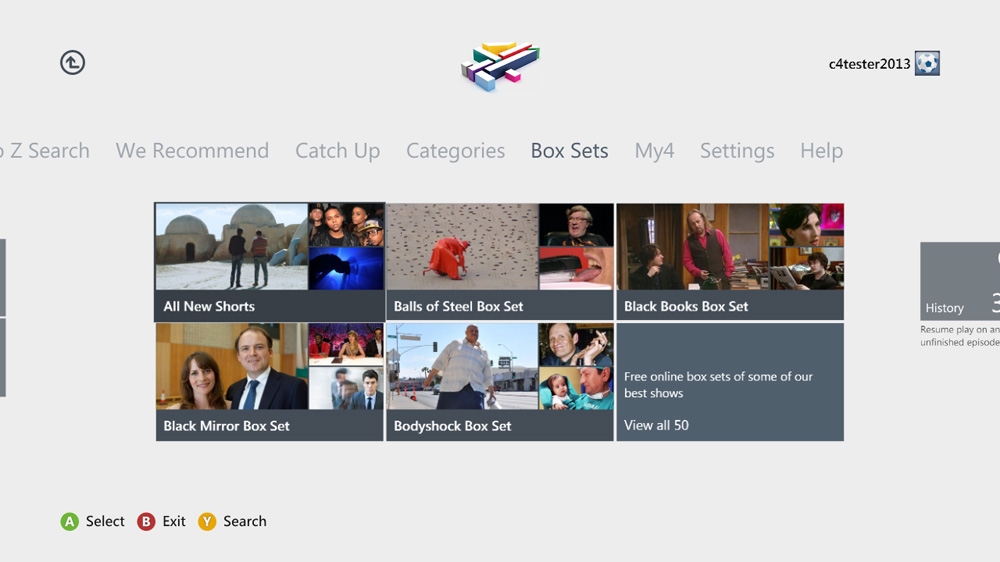 c4tester2013
Z Search We Recommend Catch Up Categories Box Sets My4 Settings Help
All New Shorts
Balls of Steel Box Set
Black Books Box Set
History
Resume play on an
unfinished episode
Black Mirror Box Set
Bodyshock Box Set
Free online box sets of some of our
best shows
View all 50
A Select B Exit Y Search